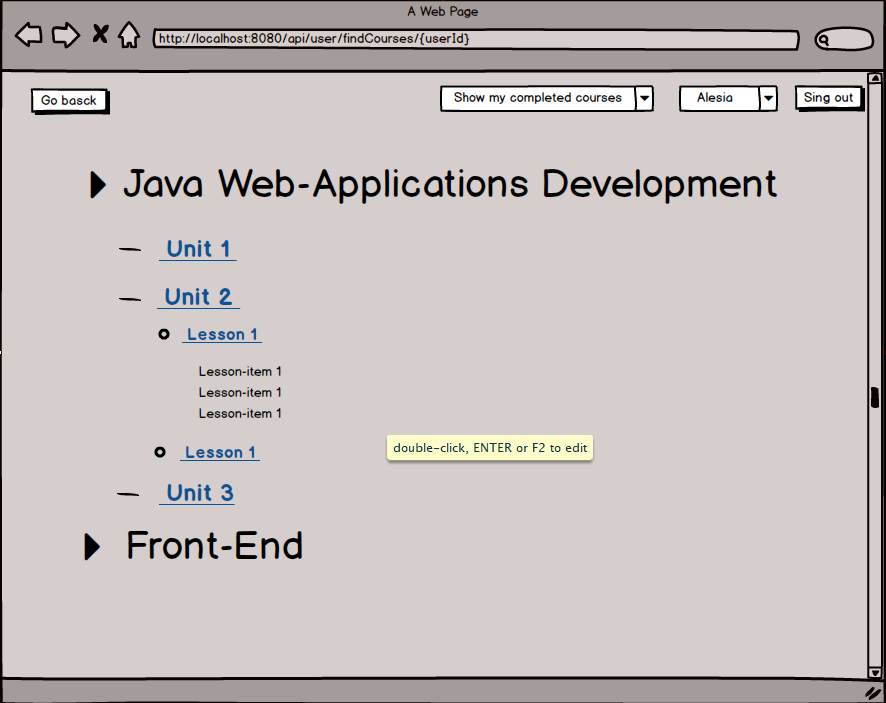 A Web Page
http://localhost:8080/api/user/findCourses/{userId}
Go basck
Show my completed courses
Alesia
Sing out
Java Web-Applications Development
Unit 1
Unit 2
Lesson 1
Lesson-item 1
Lesson-item 1
Lesson-item 1
double-click, ENTER or F2 to edit
Lesson 1
Unit 3
Front-End